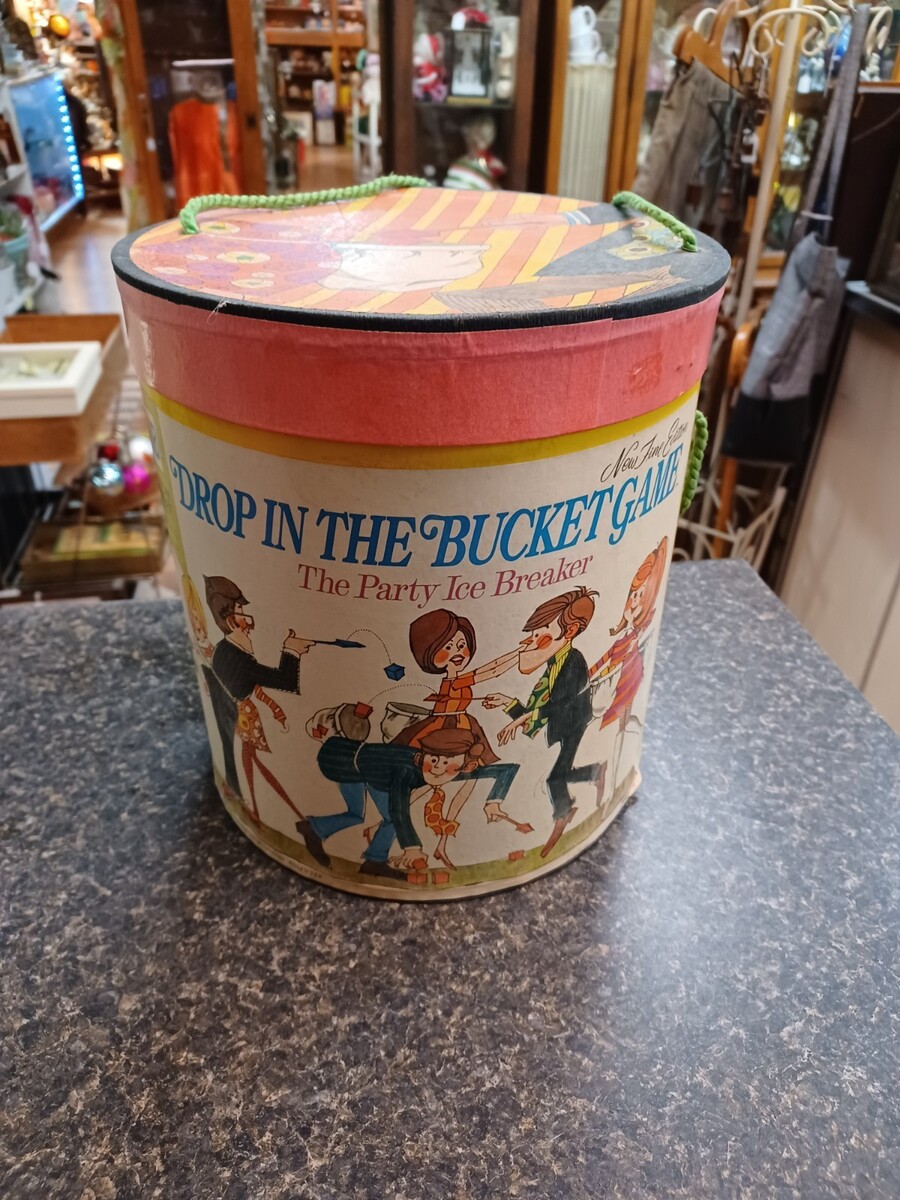 New Fun Edition
DROP IN THE BUCKET GAME
The Party Ice Breaker